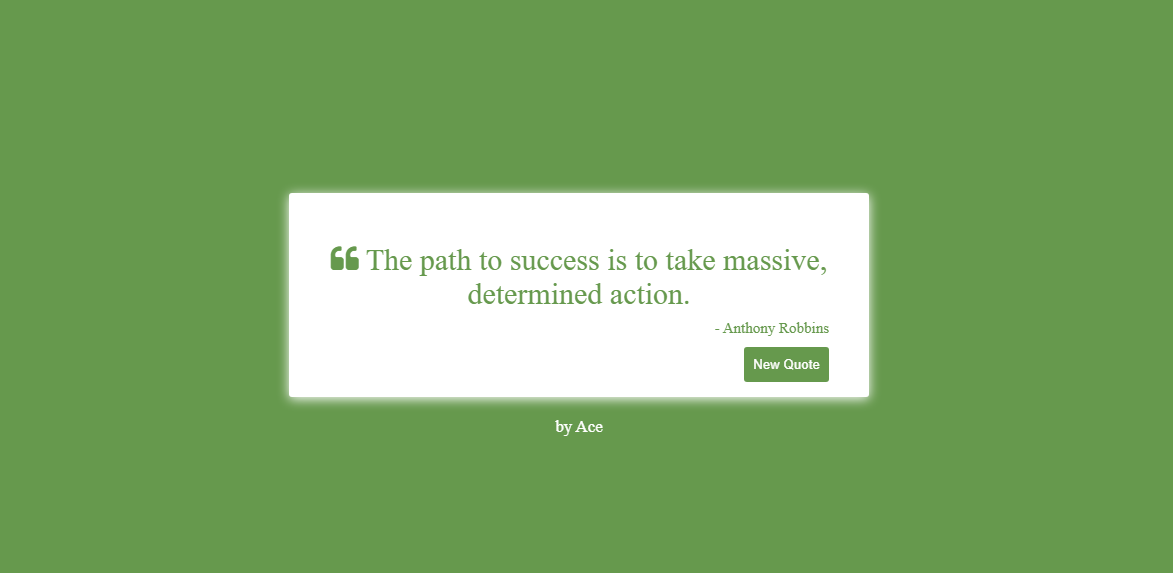 ❝ The path to success is to take massive,
determined action.
- Anthony Robbins
New Quote
by Ace